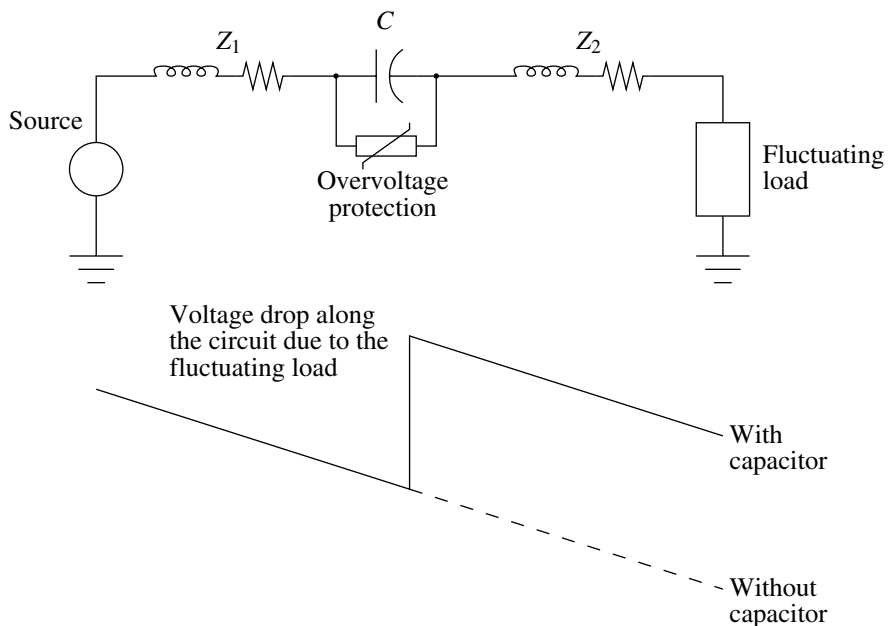 C
Z1
Z2
Source
Fluctuating
load
Overvoltage
protection
Voltage drop along
the circuit due to the
fluctuating load
With
capacitor
Without
capacitor